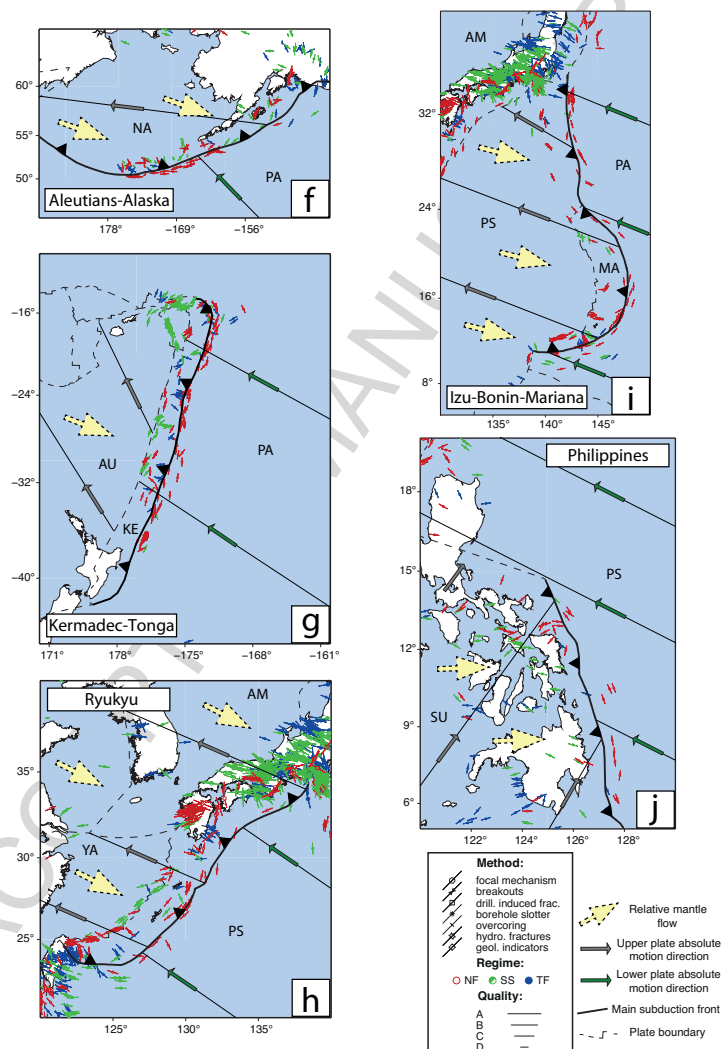 60°
55°
50°
NA
PA
Aleutians-Alaska
f
178°
-169°
-156°
−16°
−24°
−32°
−40°
AU
PA
KE
Kermadec-Tonga
g
171°
178°
-175°
-168°
-161°
Ryukyu
AM
35°
30°
25°
YA
PS
h
125°
130°
135°
AM
32°
24°
16°
8°
PA
PS
MA
i
Izu-Bonin-Mariana
135°
140°
145°
Philippines
18°
15°
12°
9°
6°
PS
SU
j
122°
124°
126°
128°
Method:
focal mechanism
breakouts
drill. induced frac.
borehole slotter
overcoring
hydro. fractures
geol. indicators
Regime:
NF SS TF
Quality:
A
B
C
D
Relative mantle
flow
Upper plate absolute
motion direction
Lower plate absolute
motion direction
Main subduction front
Plate boundary